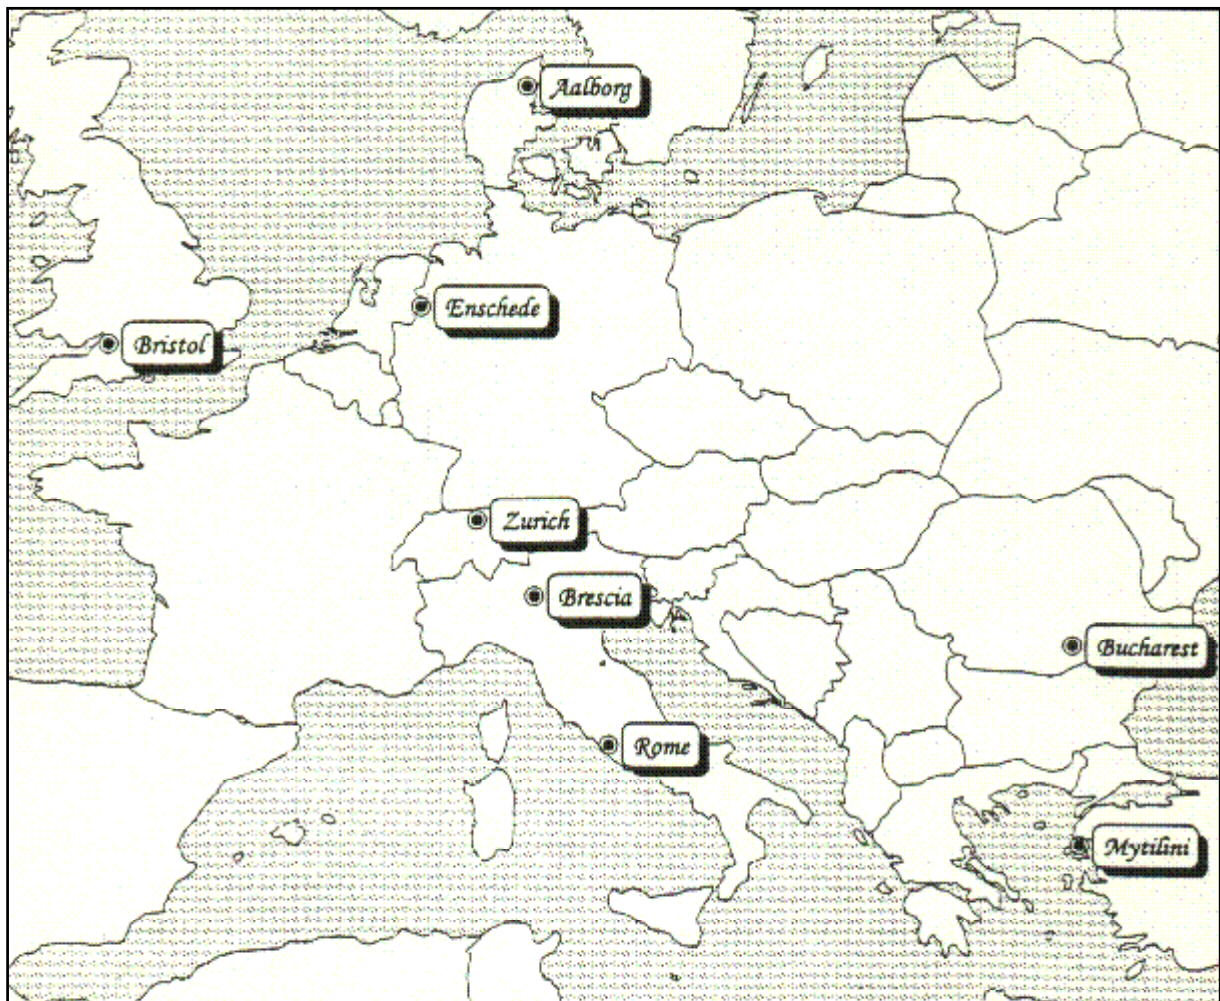 Aalborg
Enschede
Bristol
Zurich
Brescia
Bucharest
Rome
Mytilini